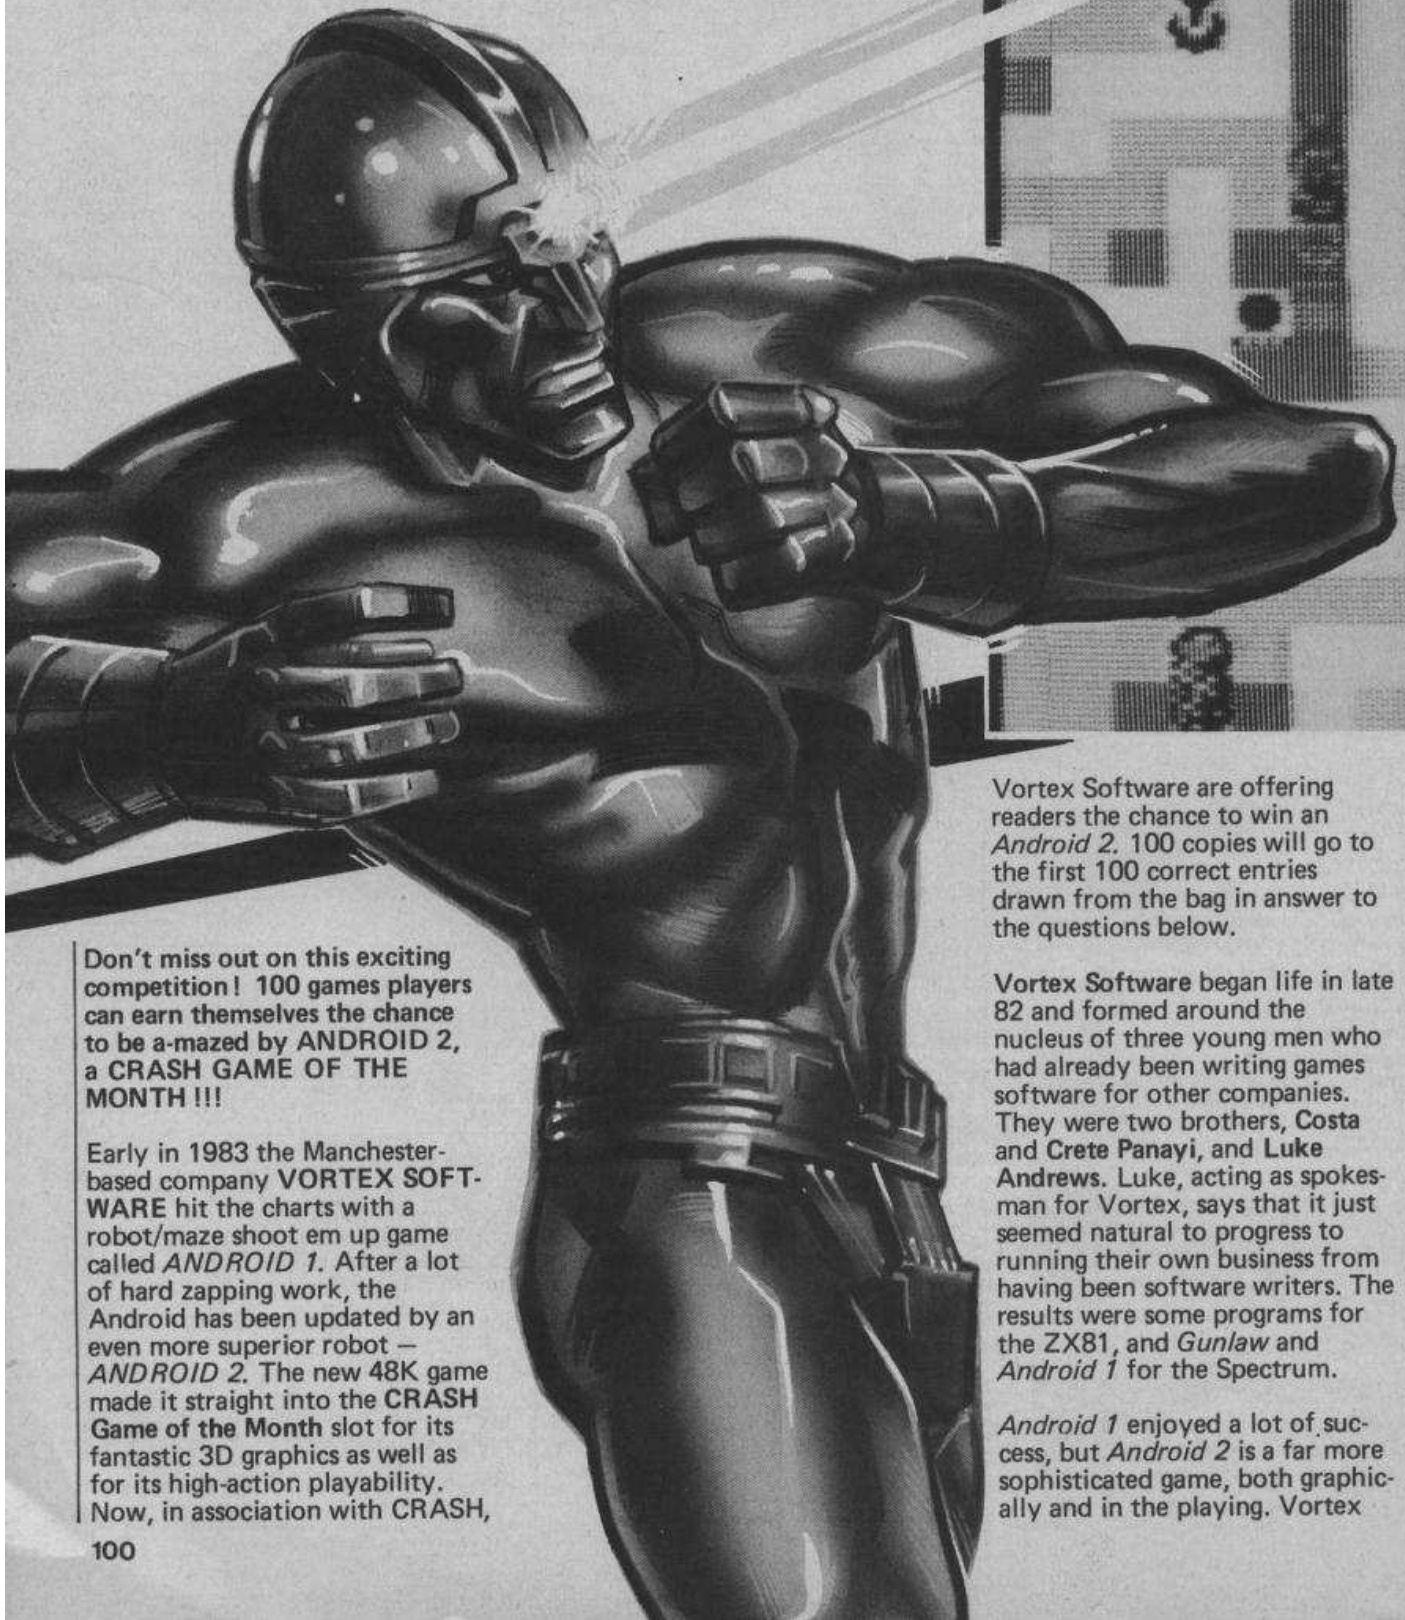 Don't miss out on this exciting
competition! 100 games players
can earn themselves the chance
to be a-mazed by ANDROID 2,
a CRASH GAME OF THE
MONTH !!!
Early in 1983 the Manchester-
based company VORTEX SOFT-
WARE hit the charts with a
robot/maze shoot em up game
called ANDROID 1. After a lot
of hard zapping work, the
Android has been updated by an
even more superior robot —
ANDROID 2. The new 48K game
made it straight into the CRASH
Game of the Month slot for its
fantastic 3D graphics as well as
for its high-action playability.
Now, in association with CRASH,
Vortex Software are offering
readers the chance to win an
Android 2. 100 copies will go to
the first 100 correct entries
drawn from the bag in answer to
the questions below.
Vortex Software began life in late
82 and formed around the
nucleus of three young men who
had already been writing games
software for other companies.
They were two brothers, Costa
and Crete Panayi, and Luke
Andrews. Luke, acting as spokes-
man for Vortex, says that it just
seemed natural to progress to
running their own business from
having been software writers. The
results were some programs for
the ZX81, and Gunlaw and
Android 1 for the Spectrum.
Android 1 enjoyed a lot of suc-
cess, but Android 2 is a far more
sophisticated game, both graphic-
ally and in the playing. Vortex
100